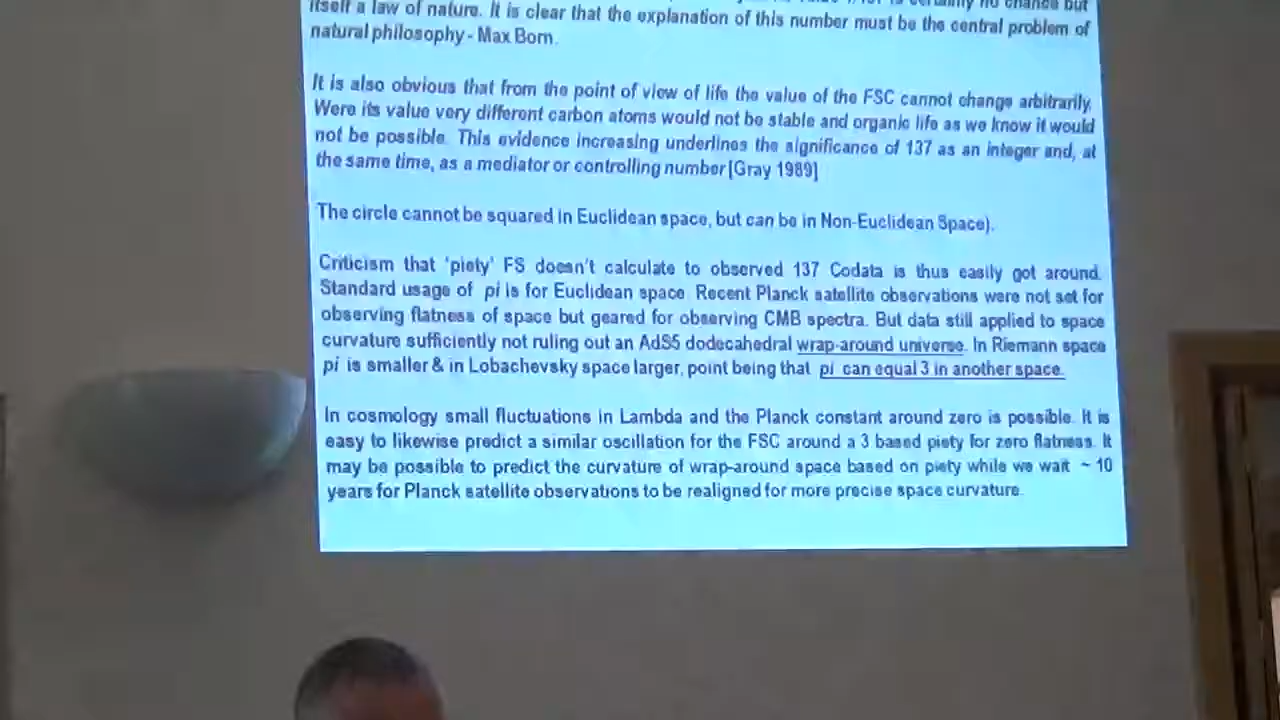 itself a law of nature. It is clear that the explanation of this number must be the central problem of
natural philosophy - Max Born.
It is also obvious that from the point of view of life the value of the FSC cannot change arbitrarily.
Were its value very different carbon atoms would not be stable and organic life as we know it would
not be possible. This evidence increasing underlines the significance of 137 as an integer and, at
the same time, as a mediator or controlling number [Gray 1989]
The circle cannot be squared in Euclidean space, but can be in Non-Euclidean Space).
Criticism that 'piety' FS doesn't calculate to observed 137 Codata is thus easily got around.
Standard usage of pi is for Euclidean space. Recent Planck satellite observations were not set for
observing flatness of space but geared for observing CMB spectra. But data still applied to space
curvature sufficiently not ruling out an AdS5 dodecahedral wrap-around universe. In Riemann space
pi is smaller & in Lobachevsky space larger, point being that pi can equal 3 in another space.
In cosmology small fluctuations in Lambda and the Planck constant around zero is possible. It is
easy to likewise predict a similar oscillation for the FSC around a 3 based piety for zero flatness. It
may be possible to predict the curvature of wrap-around space based on piety while we wait ~ 10
years for Planck satellite observations to be realigned for more precise space curvature.